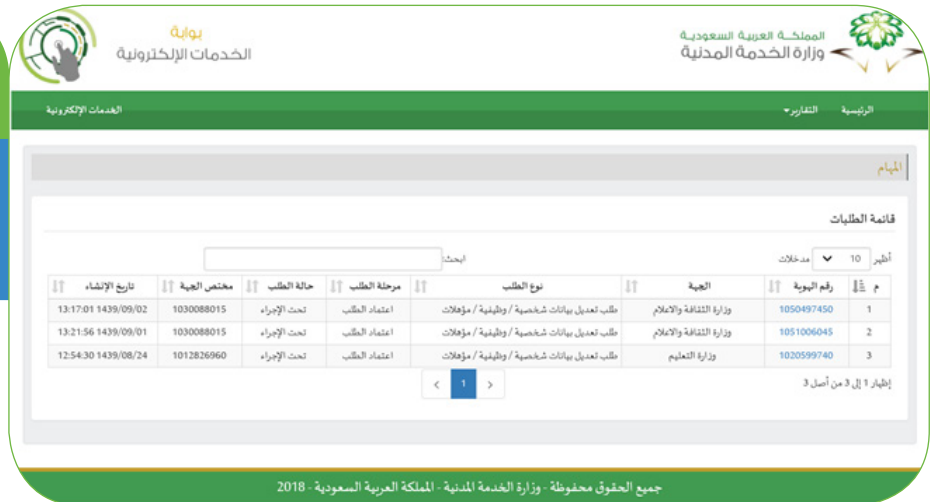 المملكــة العربيـة السعوديـة
وزارة الخـدمـة المـدنيـة
بوابة
الخدمات الإلكترونية
الرئيسية التقارير الخدمات الإلكترونية
المهام
قائمة الطلبات
أظهر 10 مدخلات ابحث:
م رقم الهوية الجهة نوع الطلب مرحلة الطلب حالة الطلب مختص الجهة تاريخ الإنشاء
1 1050497450 وزارة الثقافة والاعلام طلب تعديل بيانات شخصية / وظيفية / مؤهلات اعتماد الطلب تحت الإجراء 1030088015 13:17:01 1439/09/02
2 1051006045 وزارة الثقافة والاعلام طلب تعديل بيانات شخصية / وظيفية / مؤهلات اعتماد الطلب تحت الإجراء 1030088015 13:21:56 1439/09/01
3 1020599740 وزارة التعليم طلب تعديل بيانات شخصية / وظيفية / مؤهلات اعتماد الطلب تحت الإجراء 1012826960 12:54:30 1439/08/24
إظهار 1 إلى 3 من أصل 3
1
جميع الحقوق محفوظة - وزارة الخدمة المدنية - المملكة العربية السعودية - 2018